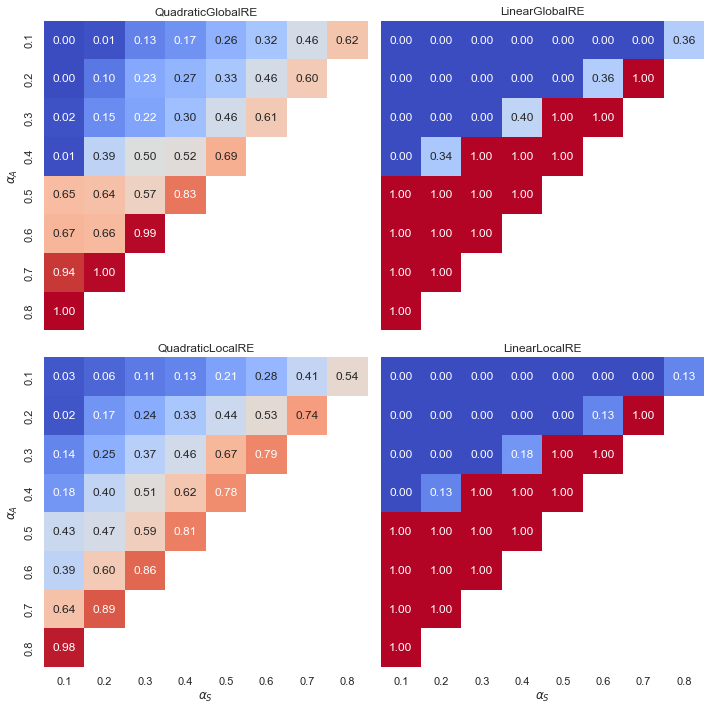 QuadraticGlobalRE
0.1 0.00 0.01 0.13 0.17 0.26 0.32 0.46 0.62
0.2 0.00 0.10 0.23 0.27 0.33 0.46 0.60
0.3 0.02 0.15 0.22 0.30 0.46 0.61
0.4 0.01 0.39 0.50 0.52 0.69
α_A
0.5 0.65 0.64 0.57 0.83
0.6 0.67 0.66 0.99
0.7 0.94 1.00
0.8 1.00
LinearGlobalRE
0.00 0.00 0.00 0.00 0.00 0.00 0.00 0.36
0.00 0.00 0.00 0.00 0.00 0.36 1.00
0.00 0.00 0.00 0.40 1.00 1.00
0.00 0.34 1.00 1.00 1.00
1.00 1.00 1.00 1.00
1.00 1.00 1.00
1.00 1.00
1.00
QuadraticLocalRE
0.1 0.03 0.06 0.11 0.13 0.21 0.28 0.41 0.54
0.2 0.02 0.17 0.24 0.33 0.44 0.53 0.74
0.3 0.14 0.25 0.37 0.46 0.67 0.79
0.4 0.18 0.40 0.51 0.62 0.78
α_A
0.5 0.43 0.47 0.59 0.81
0.6 0.39 0.60 0.86
0.7 0.64 0.89
0.8 0.98
0.1 0.2 0.3 0.4 0.5 0.6 0.7 0.8
α_S
LinearLocalRE
0.00 0.00 0.00 0.00 0.00 0.00 0.00 0.13
0.00 0.00 0.00 0.00 0.00 0.13 1.00
0.00 0.00 0.00 0.18 1.00 1.00
0.00 0.13 1.00 1.00 1.00
1.00 1.00 1.00 1.00
1.00 1.00 1.00
1.00 1.00
1.00
0.1 0.2 0.3 0.4 0.5 0.6 0.7 0.8
α_S